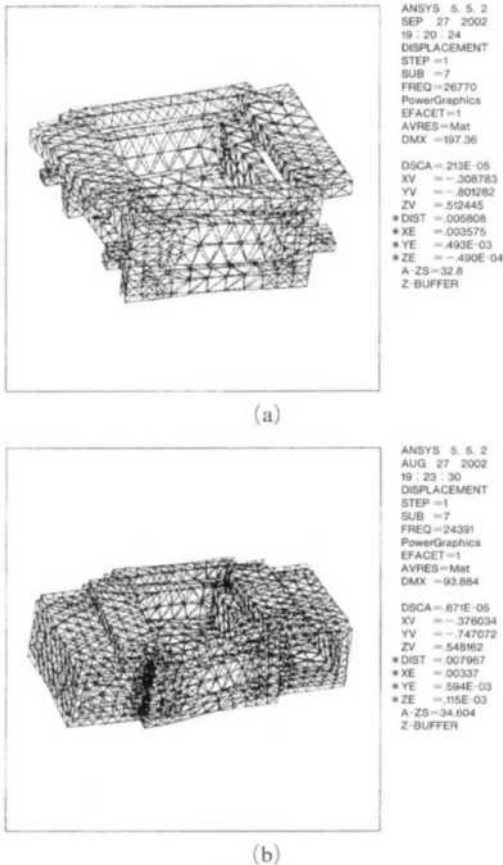 ANSYS 5. 5. 2
SEP 27 2002
19 : 20 : 24
DISPLACEMENT
STEP =1
SUB =7
FREQ =26770
PowerGraphics
EFACET=1
AVRES=Mat
DMX =197.36
DSCA=.213E-05
XV =-.308783
YV =-.801282
ZV =.512445
*DIST =.005808
*XE =.003575
*YE =.493E-03
*ZE =-.490E-04
A-ZS=32.8
Z-BUFFER
(a)
ANSYS 5. 5. 2
AUG 27 2002
19 : 23 : 30
DISPLACEMENT
STEP =1
SUB =7
FREQ =24391
PowerGraphics
EFACET=1
AVRES=Mat
DMX =93.884
DSCA=.671E-05
XV =-.376034
YV =-.747072
ZV =.548162
*DIST =.007967
*XE =.00337
*YE =.594E-03
*ZE =.115E-03
A-ZS=34.604
Z-BUFFER
(b)